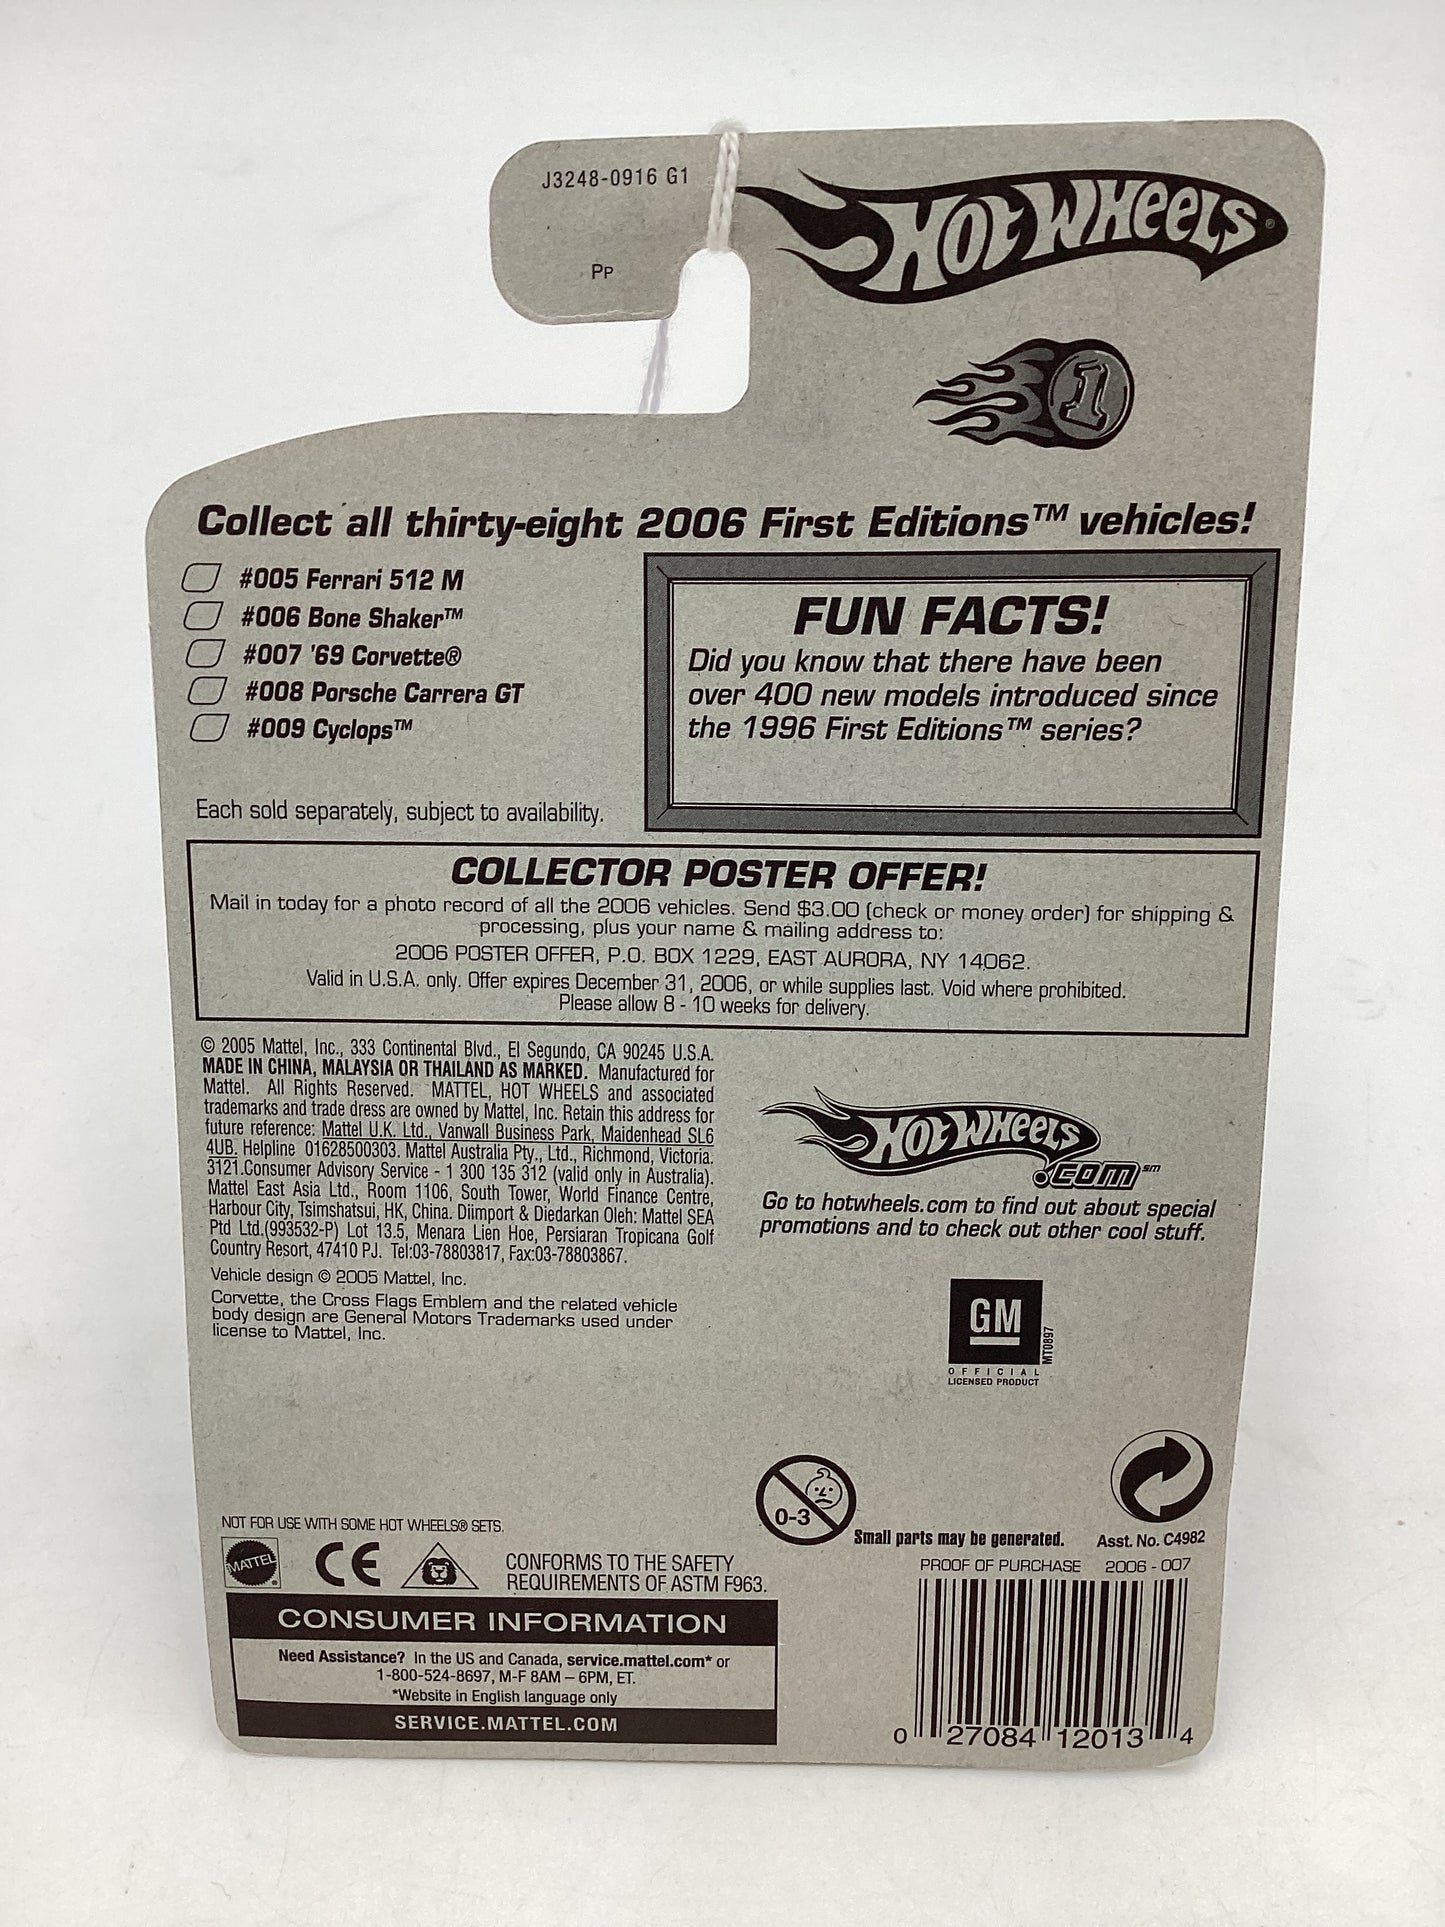 J3248-0916 G1
Pp
HOT WHEELS®
1
Collect all thirty-eight 2006 First Editions™ vehicles!
#005 Ferrari 512 M
#006 Bone Shaker™
#007 '69 Corvette®
#008 Porsche Carrera GT
#009 Cyclops™
Each sold separately, subject to availability.
FUN FACTS!
Did you know that there have been
over 400 new models introduced since
the 1996 First Editions™ series?
COLLECTOR POSTER OFFER!
Mail in today for a photo record of all the 2006 vehicles. Send $3.00 (check or money order) for shipping &
processing, plus your name & mailing address to:
2006 POSTER OFFER, P.O. BOX 1229, EAST AURORA, NY 14062.
Valid in U.S.A. only. Offer expires December 31, 2006, or while supplies last. Void where prohibited.
Please allow 8 - 10 weeks for delivery.
© 2005 Mattel, Inc., 333 Continental Blvd., El Segundo, CA 90245 U.S.A.
MADE IN CHINA, MALAYSIA OR THAILAND AS MARKED. Manufactured for
Mattel. All Rights Reserved. MATTEL, HOT WHEELS and associated
trademarks and trade dress are owned by Mattel, Inc. Retain this address for
future reference: Mattel U.K. Ltd., Vanwall Business Park, Maidenhead SL6
4UB. Helpline 01628500303. Mattel Australia Pty., Ltd., Richmond, Victoria.
3121.Consumer Advisory Service - 1 300 135 312 (valid only in Australia).
Mattel East Asia Ltd., Room 1106, South Tower, World Finance Centre,
Harbour City, Tsimshatsui, HK, China. Diimport & Diedarkan Oleh: Mattel SEA
Ptd Ltd.(993532-P) Lot 13.5, Menara Lien Hoe, Persiaran Tropicana Golf
Country Resort, 47410 PJ. Tel:03-78803817, Fax:03-78803867.
Vehicle design © 2005 Mattel, Inc.
Corvette, the Cross Flags Emblem and the related vehicle
body design are General Motors Trademarks used under
license to Mattel, Inc.
HOT WHEELS
.COM℠
Go to hotwheels.com to find out about special
promotions and to check out other cool stuff.
GM
MT0897
OFFICIAL
LICENSED PRODUCT
NOT FOR USE WITH SOME HOT WHEELS® SETS.
MATTEL®
CE
CONFORMS TO THE SAFETY
REQUIREMENTS OF ASTM F963.
0-3
Small parts may be generated.
Asst. No. C4982
PROOF OF PURCHASE 2006 - 007
CONSUMER INFORMATION
Need Assistance? In the US and Canada, service.mattel.com* or
1-800-524-8697, M-F 8AM – 6PM, ET.
*Website in English language only
SERVICE.MATTEL.COM
0 27084 12013 4